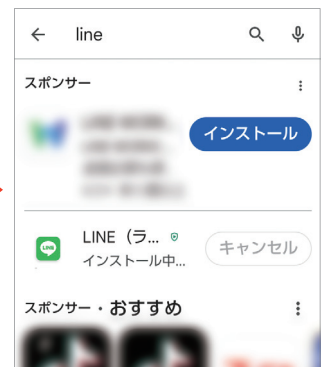 line
スポンサー
インストール
LINE（ラ...
インストール中...
キャンセル
スポンサー・おすすめ